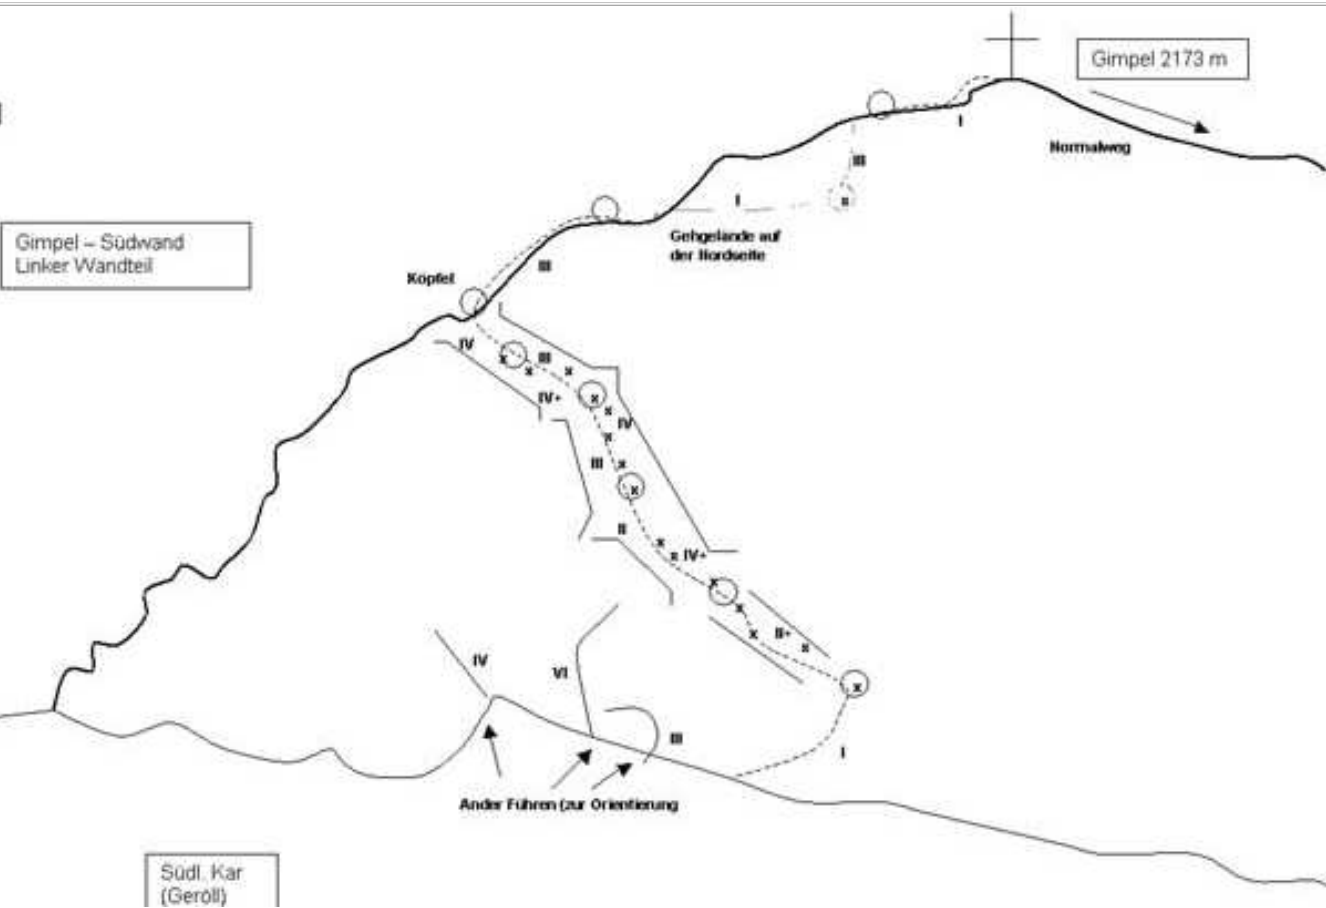 Gimpel 2173 m
I
Normalweg
III
I
Gimpel – Südwand
Linker Wandteil
Gehgelände auf
der Nordseite
x
III
Köpfel
IV
x
III
x
x
IV+
x
x
IV
x
III
x
x
II
x
x
IV+
x
x
x
II+
x
IV
VI
x
III
I
Ander Führen (zur Orientierung
Südl. Kar
(Geröll)